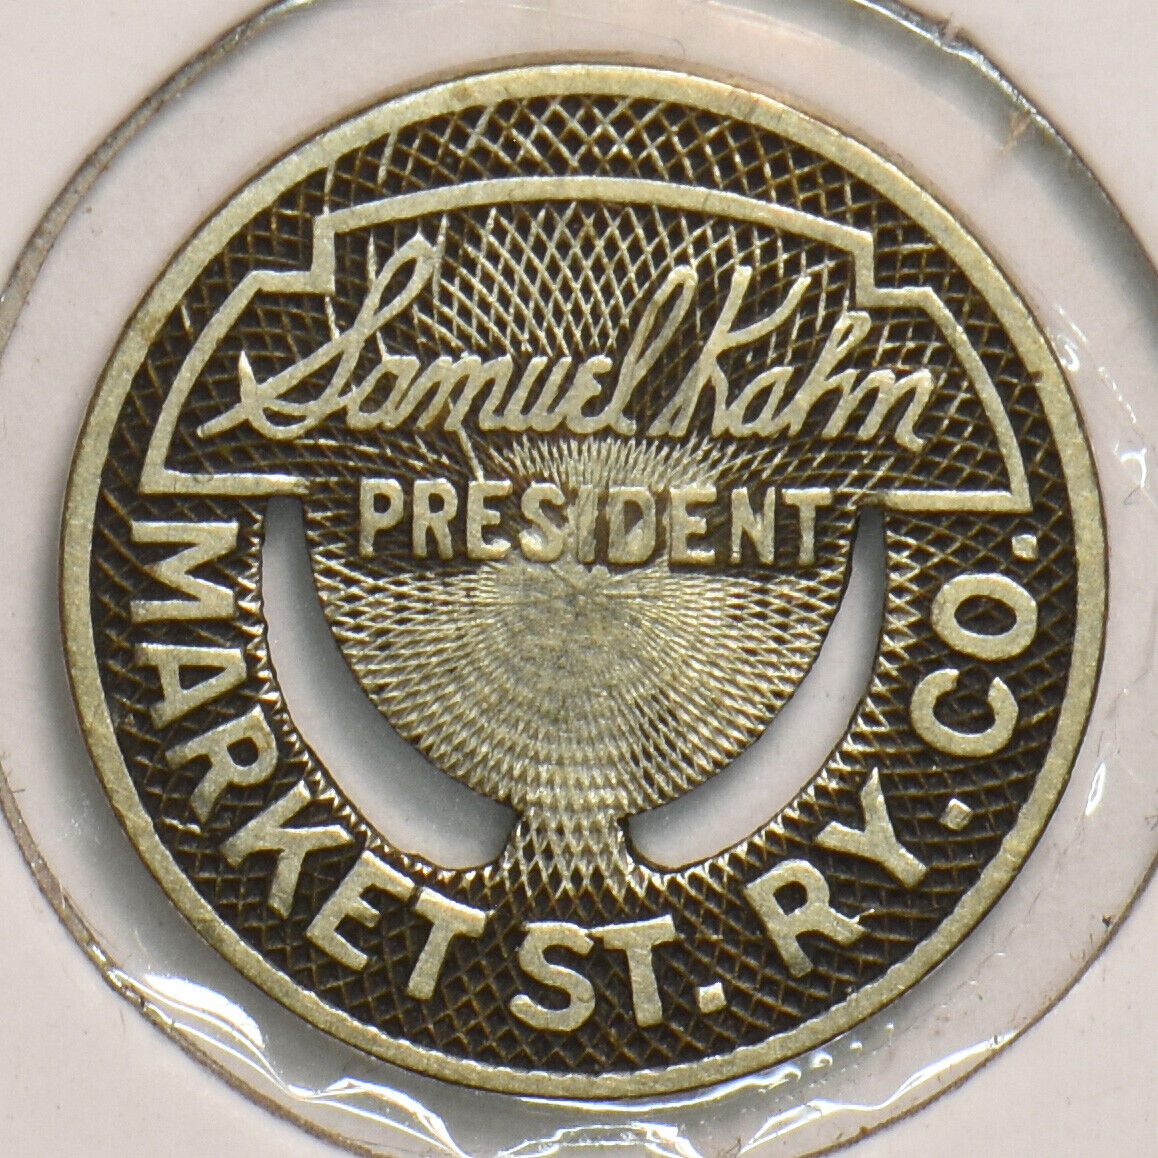 Samuel Kahn
PRESIDENT
MARKET ST. RY. CO.